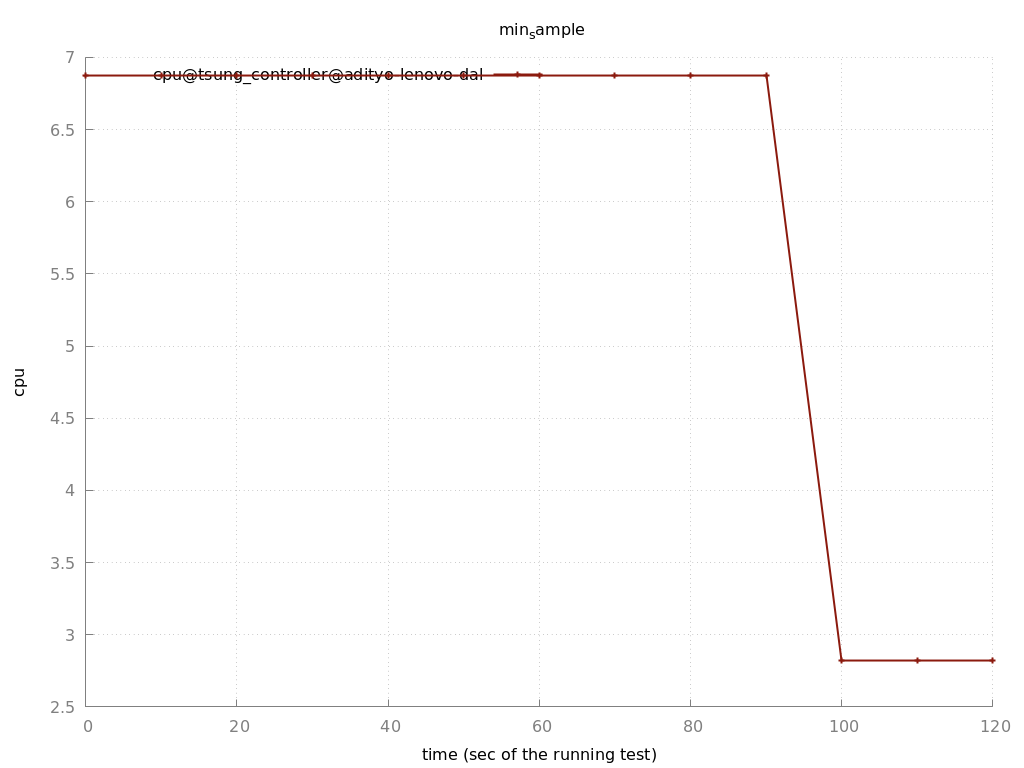 min_sample
7
cpu@tsung_controller@adityo-lenovo-dal
6.5
6
5.5
5
4.5
4
3.5
3
2.5
cpu
0 20 40 60 80 100 120
time (sec of the running test)